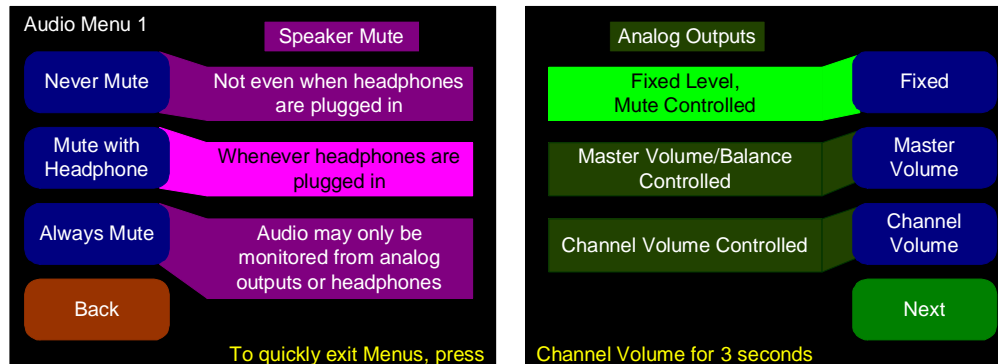 Audio Menu 1
Speaker Mute
Never Mute
Not even when headphones
are plugged in
Mute with
Headphone
Whenever headphones are
plugged in
Always Mute
Audio may only be
monitored from analog
outputs or headphones
Back
To quickly exit Menus, press
Analog Outputs
Fixed Level,
Mute Controlled
Fixed
Master Volume/Balance
Controlled
Master
Volume
Channel Volume Controlled
Channel
Volume
Next
Channel Volume for 3 seconds